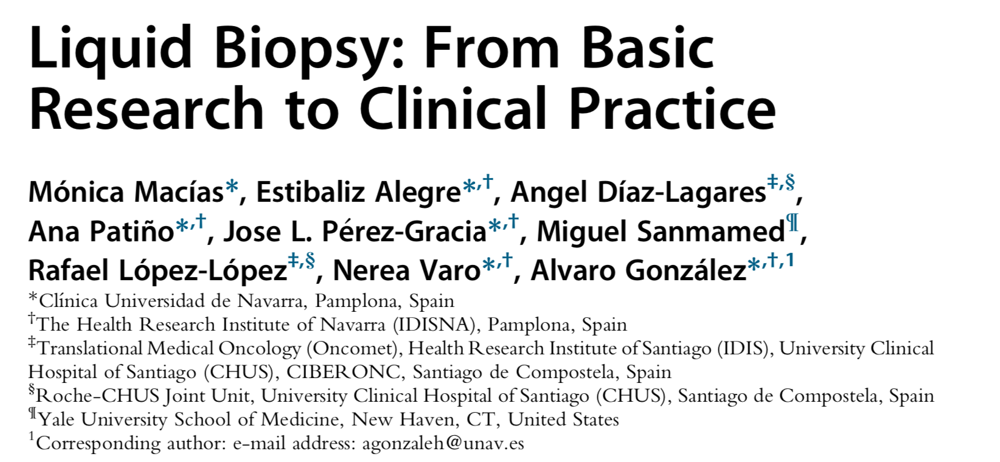 Liquid Biopsy: From Basic
Research to Clinical Practice
Mónica Macías*, Estibaliz Alegre*,†, Angel Díaz-Lagares‡,§,
Ana Patiño*,†, Jose L. Pérez-Gracia*,†, Miguel Sanmamed¶,
Rafael López-López‡,§, Nerea Varo*,†, Alvaro González*,†,1
*Clínica Universidad de Navarra, Pamplona, Spain
†The Health Research Institute of Navarra (IDISNA), Pamplona, Spain
‡Translational Medical Oncology (Oncomet), Health Research Institute of Santiago (IDIS), University Clinical
Hospital of Santiago (CHUS), CIBERONC, Santiago de Compostela, Spain
§Roche-CHUS Joint Unit, University Clinical Hospital of Santiago (CHUS), Santiago de Compostela, Spain
¶Yale University School of Medicine, New Haven, CT, United States
1Corresponding author: e-mail address: agonzaleh@unav.es